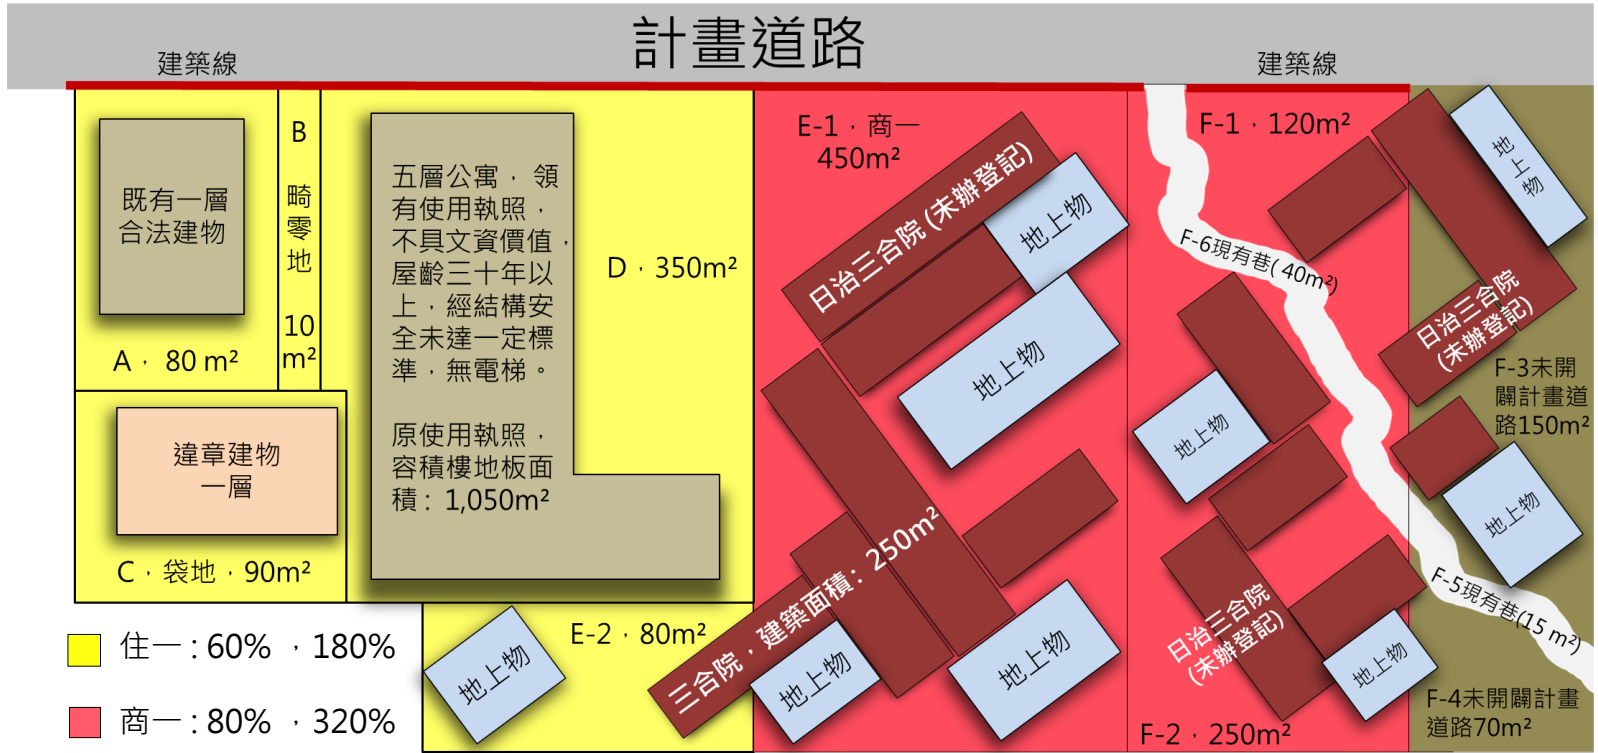 計畫道路
建築線
建築線
既有一層
合法建物
A，80 m²
B
畸
零
地
10
m²
五層公寓，領
有使用執照，
不具文資價值，
屋齡三十年以
上，經結構安
全未達一定標
準，無電梯。
原使用執照，
容積樓地板面
積：1,050m²
D，350m²
違章建物
一層
C，袋地，90m²
E-1，商一
450m²
日治三合院(未辦登記)
地上物
地上物
三合院，建築面積：250m²
地上物
地上物
E-2，80m²
地上物
F-1，120m²
F-6現有巷( 40m²)
地上物
日治三合院
(未辦登記)
地上物
F-2，250m²
地上物
日治三合院
(未辦登記)
F-3未開
闢計畫道
路150m²
地上物
F-5現有巷(15 m²)
F-4未開闢計畫
道路70m²
住一：60% ，180%
商一：80% ，320%